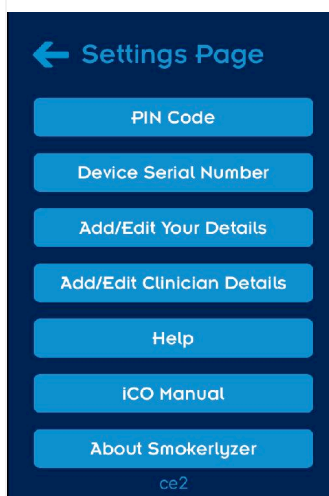 Settings Page
PIN Code
Device Serial Number
Add/Edit Your Details
Add/Edit Clinician Details
Help
iCO Manual
About Smokerlyzer
ce2